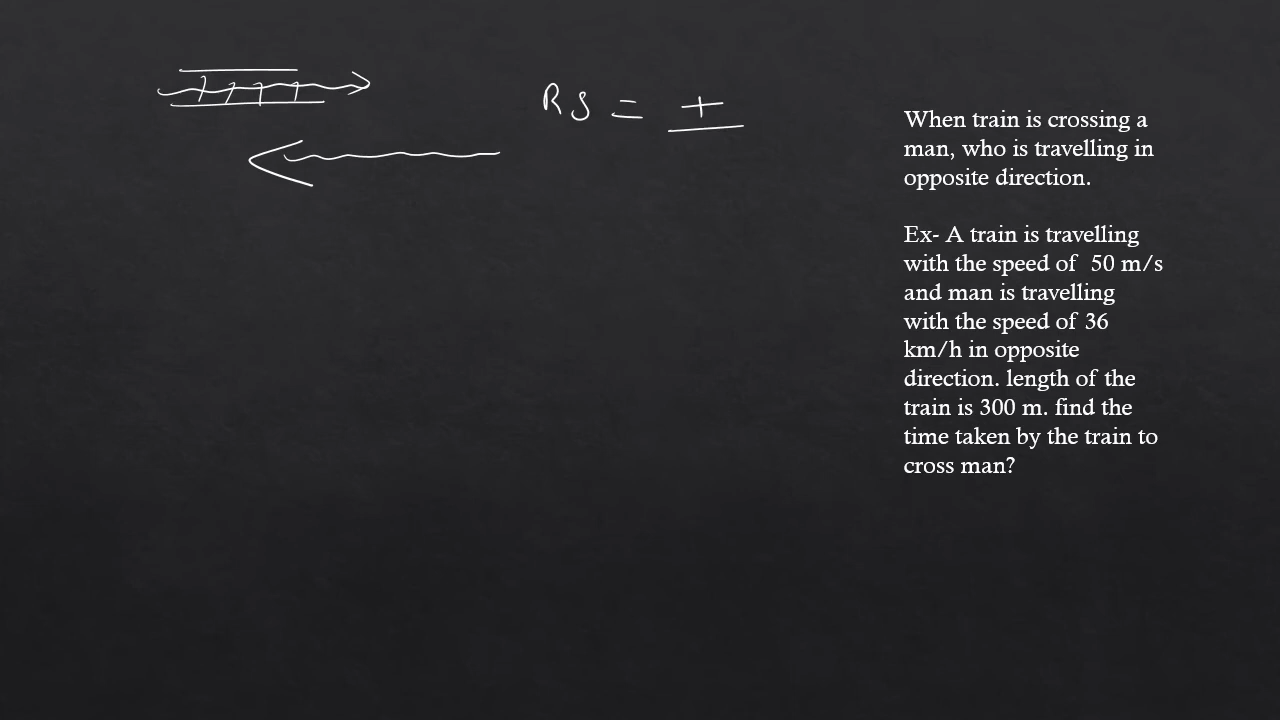 RS = +
When train is crossing a
man, who is travelling in
opposite direction.
Ex- A train is travelling
with the speed of  50 m/s
and man is travelling
with the speed of 36
km/h in opposite
direction. length of the
train is 300 m. find the
time taken by the train to
cross man?